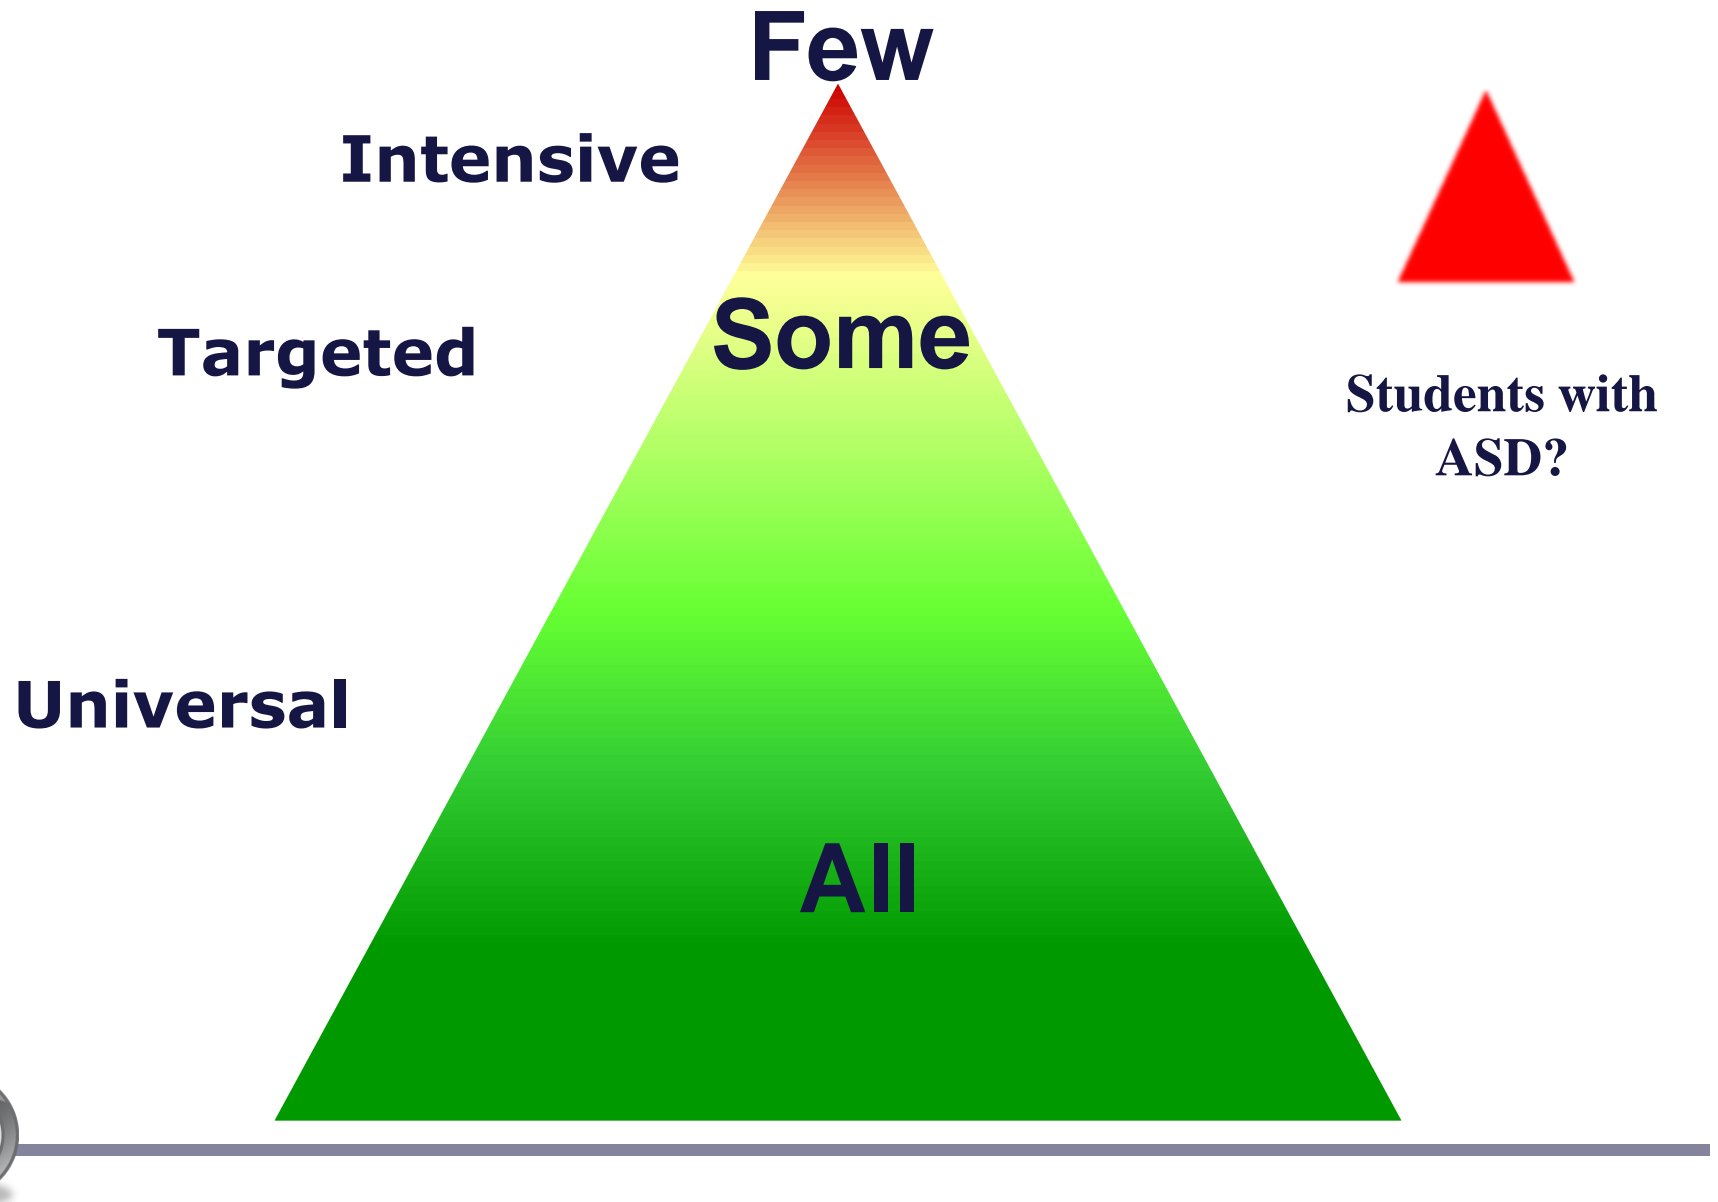 Few
Intensive
Some
Targeted
Students with
ASD?
Universal
All